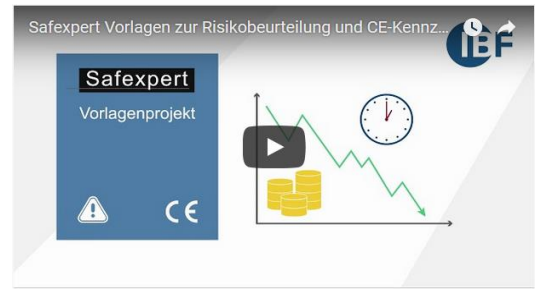 Safexpert Vorlagen zur Risikobeurteilung und CE-Kennz...
IBF
Safexpert
Vorlagenprojekt
CE